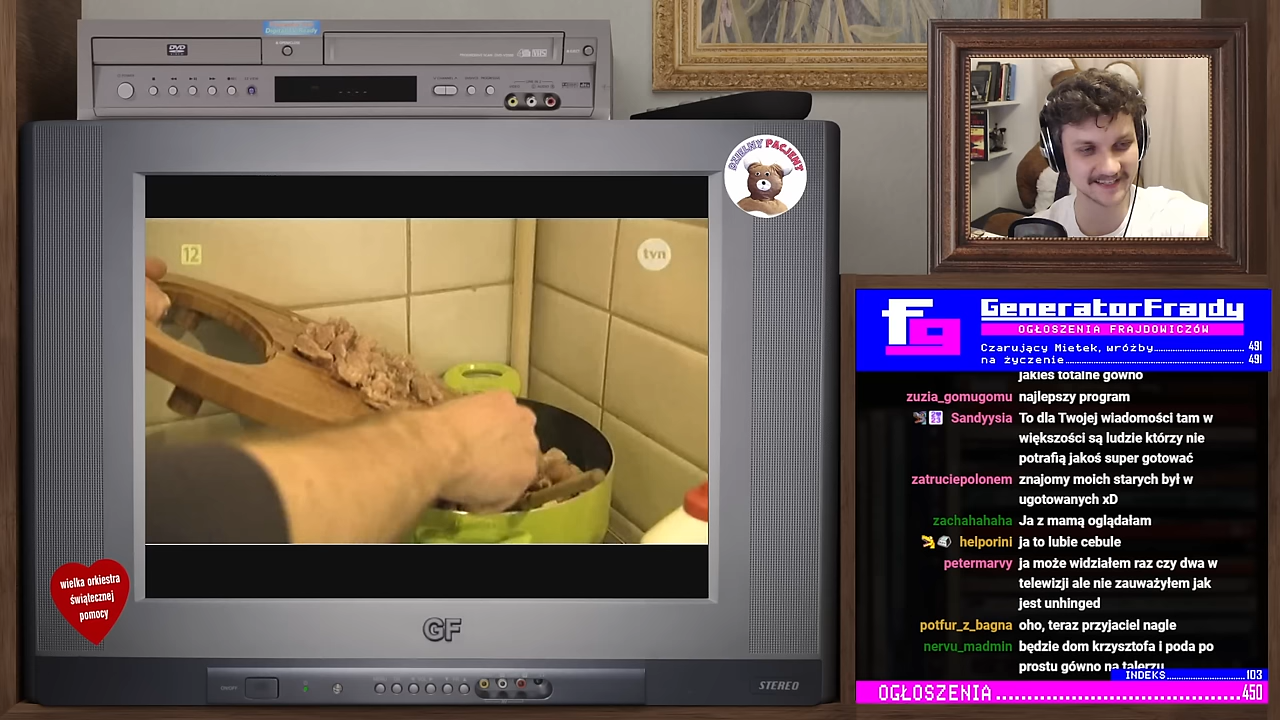 DVD
DZIELNY PACJENT
12
tvn
GeneratorFrajdy
OGŁOSZENIA FRAJDOWICZÓW
Czarujący Mietek, wróżby 491
na życzenie 491
jakieś totalne gówno
zuzia_gomugomu najlepszy program
Sandyysia To dla Twojej wiadomości tam w
większości są ludzie którzy nie
potrafią jakoś super gotować
zatruciepolonem znajomy moich starych był w
ugotowanych xD
zachahahaha Ja z mamą oglądałam
helporini ja to lubie cebule
petermarvy ja może widziałem raz czy dwa w
telewizji ale nie zauważyłem jak
jest unhinged
potfur_z_bagna oho, teraz przyjaciel nagle
nervu_madmin będzie dom krzysztofa I poda po
prostu gówno na talerzu
INDEKS 103
OGŁOSZENIA 450
wielka orkiestra
świątecznej
pomocy
GF
STEREO